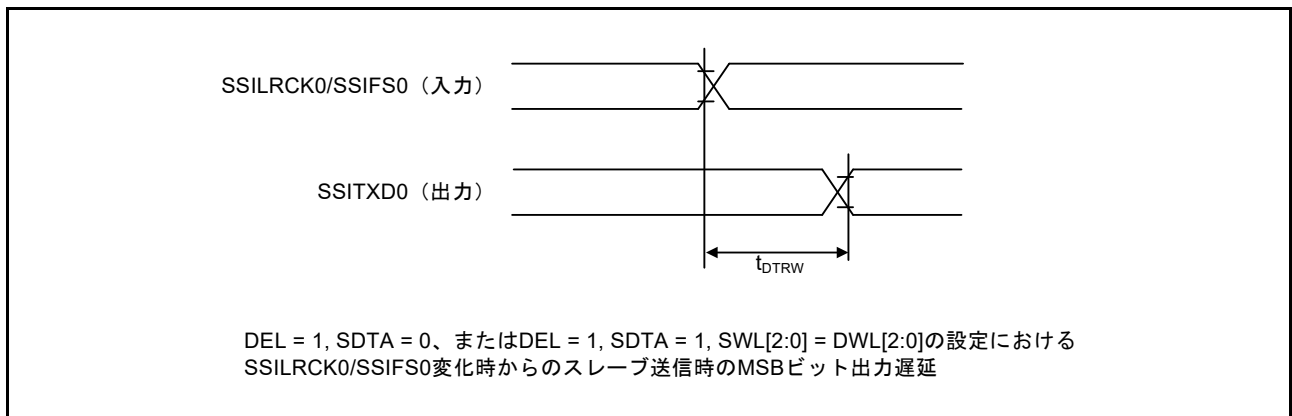 SSILRCK0/SSIFS0（入力）
SSITXD0（出力）
tDTRW
DEL = 1, SDTA = 0、またはDEL = 1, SDTA = 1, SWL[2:0] = DWL[2:0]の設定における
SSILRCK0/SSIFS0変化時からのスレーブ送信時のMSBビット出力遅延